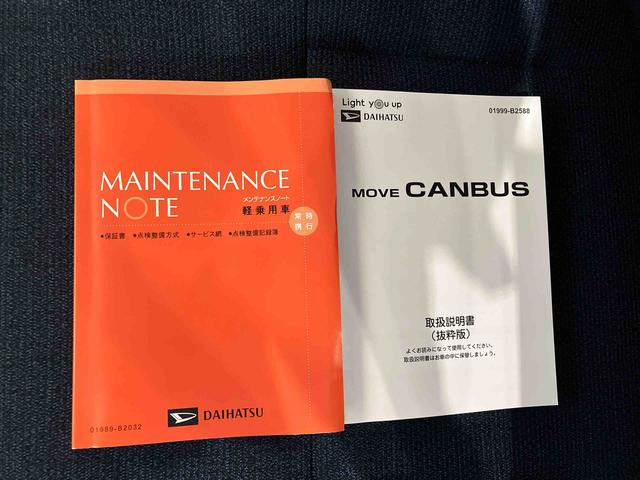 MAINTENANCE
NOTE
メンテナンスノート
軽乗用車
常時
携行
●保証書 ●点検整備方式 ●サービス網 ●点検整備記録簿
DAIHATSU
01989-B2032
Light you up
DAIHATSU
01999-B2588
MOVE CANBUS
取扱説明書
（抜粋版）
よくお読みになって使用してください。
取扱説明書はお車の中に保管しましょう。